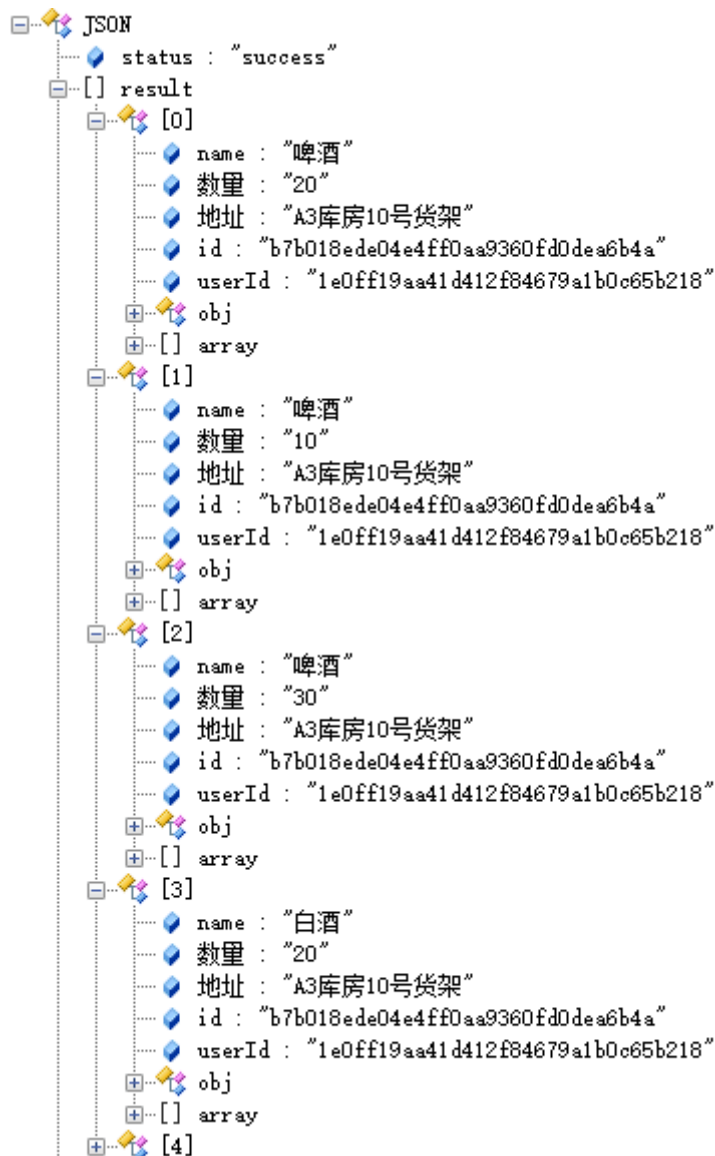 JSON
status : "success"
[] result
[0]
name : "啤酒"
数量 : "20"
地址 : "A3库房10号货架"
id : "b7b018ede04e4ff0aa9360fd0dea6b4a"
userId : "1e0ff19aa41d412f84679a1b0c65b218"
obj
[] array
[1]
name : "啤酒"
数量 : "10"
地址 : "A3库房10号货架"
id : "b7b018ede04e4ff0aa9360fd0dea6b4a"
userId : "1e0ff19aa41d412f84679a1b0c65b218"
obj
[] array
[2]
name : "啤酒"
数量 : "30"
地址 : "A3库房10号货架"
id : "b7b018ede04e4ff0aa9360fd0dea6b4a"
userId : "1e0ff19aa41d412f84679a1b0c65b218"
obj
[] array
[3]
name : "白酒"
数量 : "20"
地址 : "A3库房10号货架"
id : "b7b018ede04e4ff0aa9360fd0dea6b4a"
userId : "1e0ff19aa41d412f84679a1b0c65b218"
obj
[] array
[4]